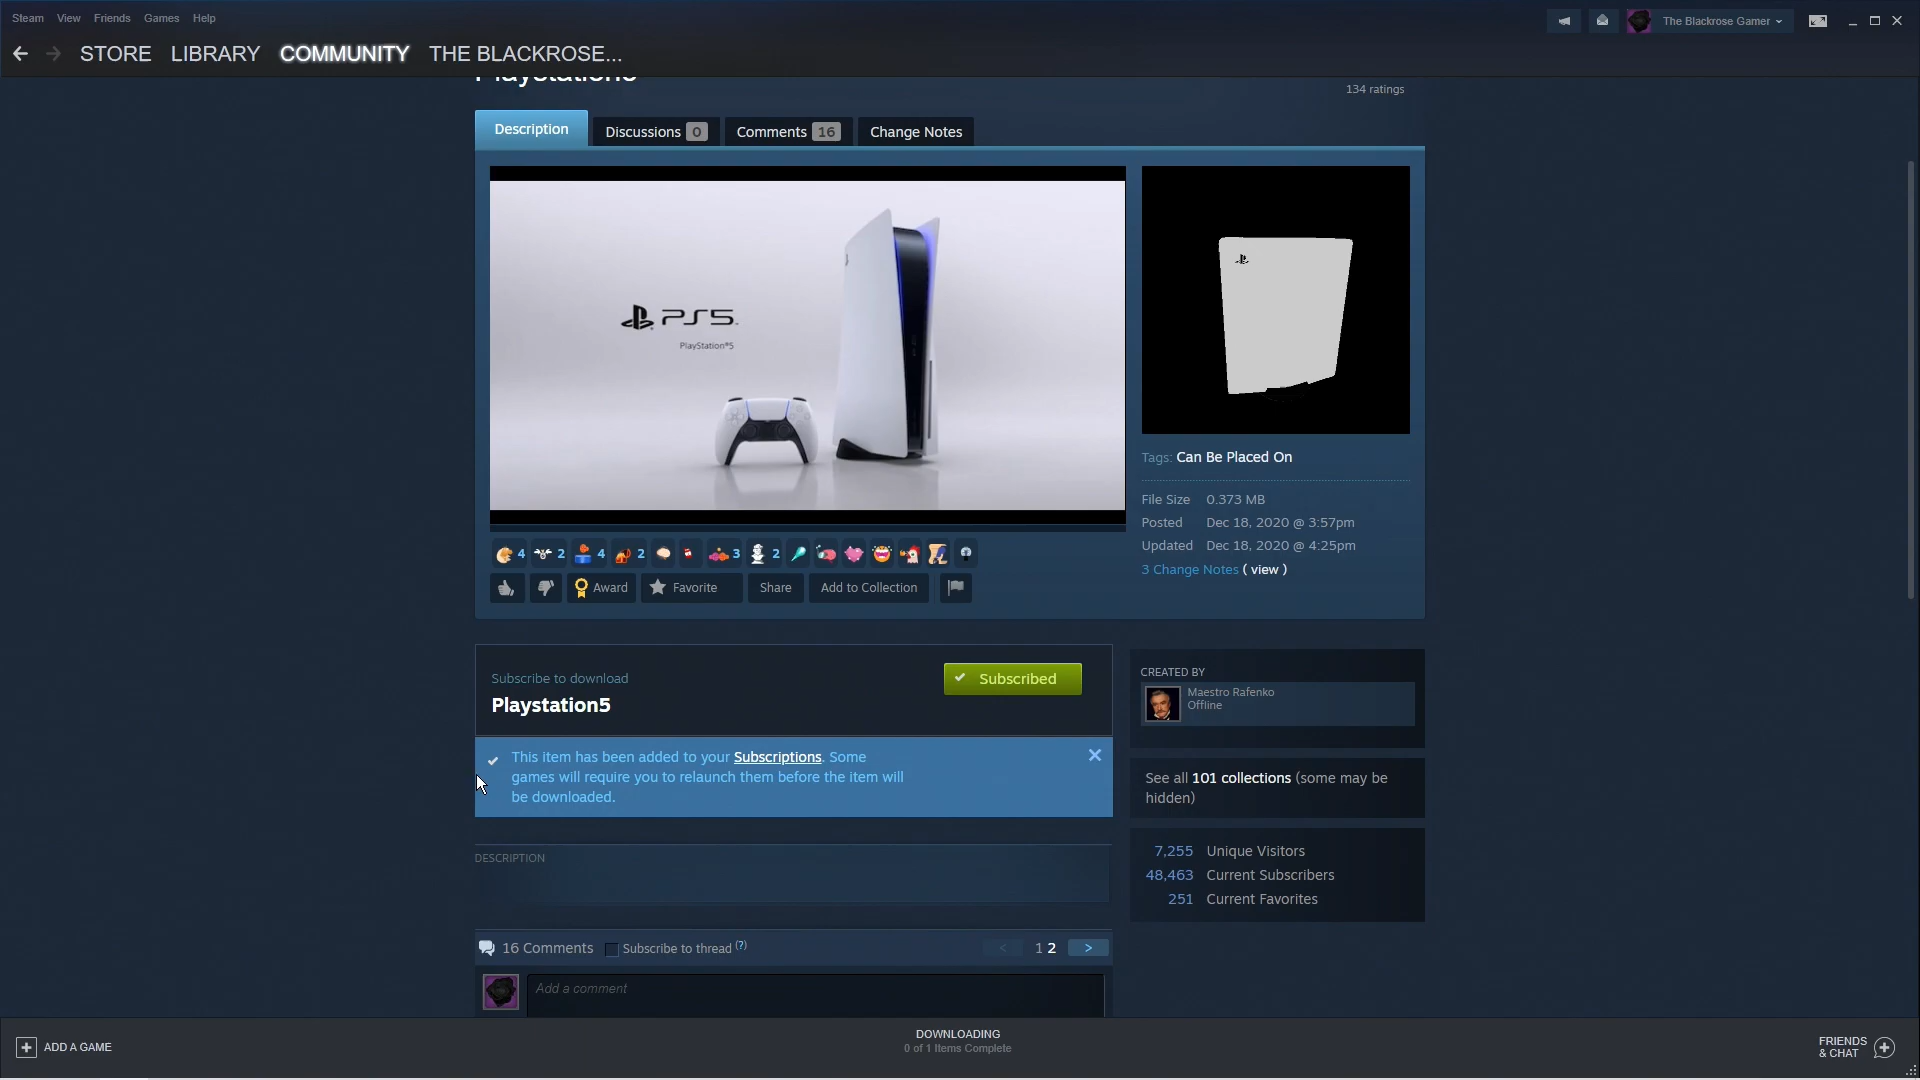 Steam View Friends Games Help
The Blackrose Gamer
STORE LIBRARY COMMUNITY THE BLACKROSE...
134 ratings
Description
Discussions 0
Comments 16
Change Notes
PS5
PlayStation®5
Tags: Can Be Placed On
File Size 0.373 MB
Posted Dec 18, 2020 @ 3:57pm
Updated Dec 18, 2020 @ 4:25pm
3 Change Notes ( view )
4 2 4 2 3 2
Award
Favorite
Share
Add to Collection
Subscribe to download
Playstation5
Subscribed
This item has been added to your Subscriptions. Some
games will require you to relaunch them before the item will
be downloaded.
CREATED BY
Maestro Rafenko
Offline
See all 101 collections (some may be
hidden)
7,255 Unique Visitors
48,463 Current Subscribers
251 Current Favorites
DESCRIPTION
16 Comments
Subscribe to thread (?)
< 1 2 >
Add a comment
ADD A GAME
DOWNLOADING
0 of 1 Items Complete
FRIENDS
& CHAT